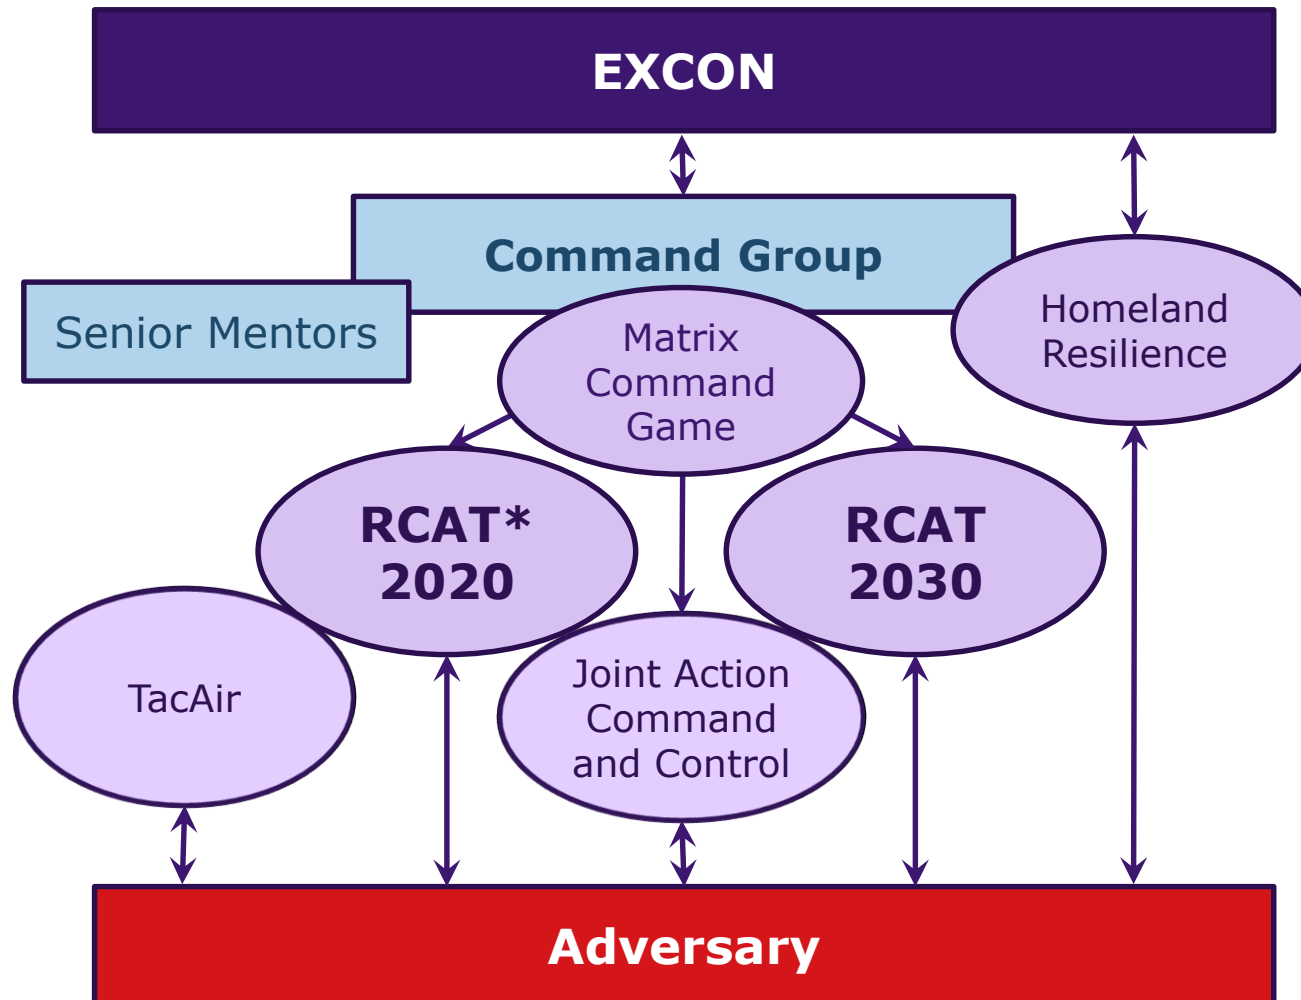 EXCON
Command Group
Senior Mentors
Homeland
Resilience
Matrix
Command
Game
RCAT*
2020
RCAT
2030
TacAir
Joint Action
Command
and Control
Adversary